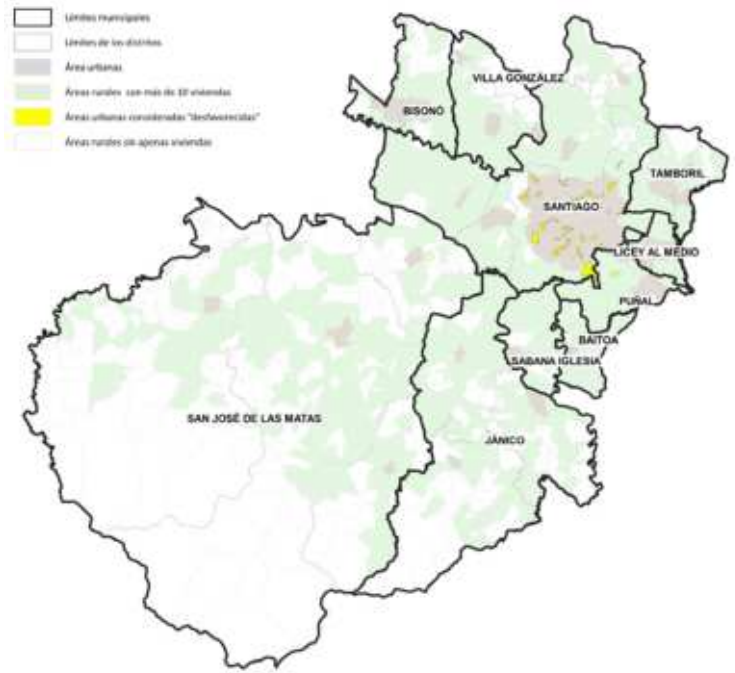 Límites municipales
Límites de los distritos
Área urbanas
Áreas rurales con más de 10 viviendas
Áreas urbanas consideradas "desfavorecidas"
Áreas rurales sin apenas viviendas
VILLA GONZÁLEZ
BISONÓ
TAMBORIL
SANTIAGO
LICEY AL MEDIO
PUÑAL
BAITOA
SABANA IGLESIA
SAN JOSÉ DE LAS MATAS
JÁNICO